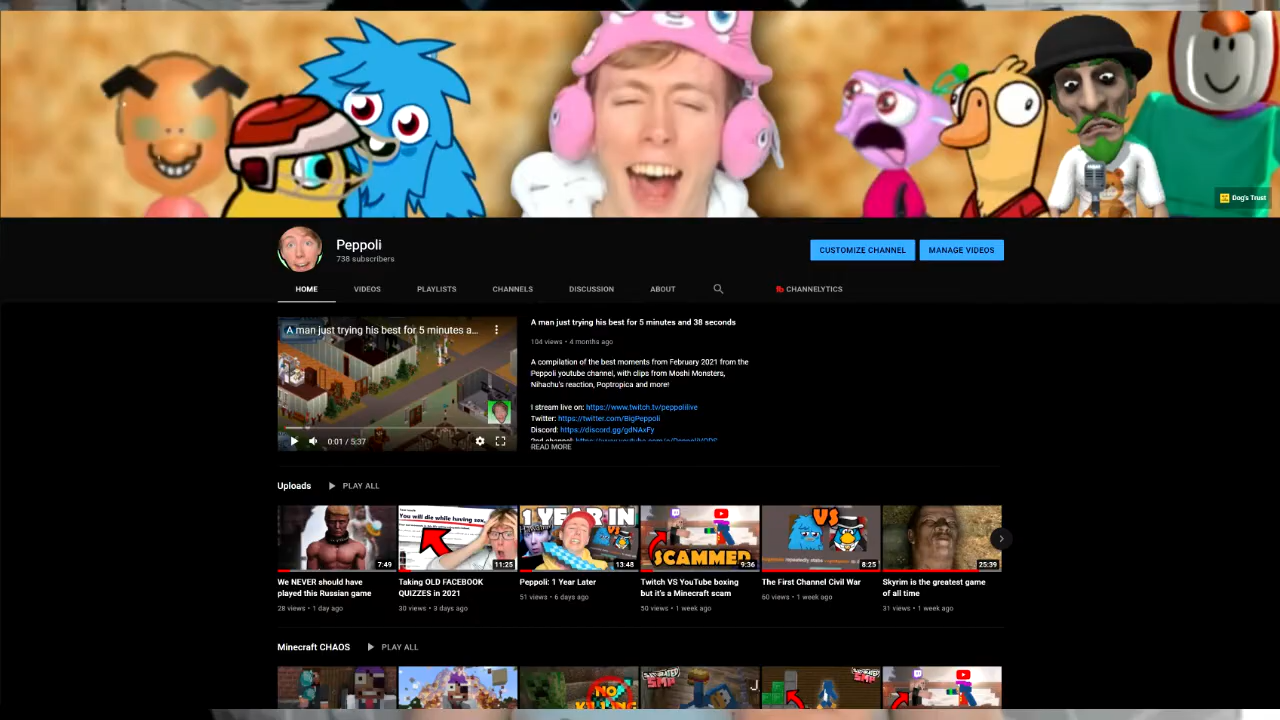 Dog's Trust
Peppoli
738 subscribers
CUSTOMIZE CHANNEL
MANAGE VIDEOS
HOME
VIDEOS
PLAYLISTS
CHANNELS
DISCUSSION
ABOUT
CHANNELYTICS
A man just trying his best for 5 minutes a...
0:01 / 5:37
A man just trying his best for 5 minutes and 38 seconds
104 views • 4 months ago
A compilation of the best moments from February 2021 from the
Peppoli youtube channel, with clips from Moshi Monsters,
Nihachu's reaction, Poptropica and more!
I stream live on: https://www.twitch.tv/peppolilive
Twitter: https://twitter.com/BigPeppoli
Discord: https://discord.gg/gdNAxFy
READ MORE
Uploads
PLAY ALL
7:49
You will die while having sex.
11:25
1 YEAR IN
VS
13:48
SCAMMED
9:36
VS
8:25
25:39
We NEVER should have
played this Russian game
28 views • 1 day ago
Taking OLD FACEBOOK
QUIZZES in 2021
30 views • 3 days ago
Peppoli: 1 Year Later
51 views • 6 days ago
Twitch VS YouTube boxing
but it's a Minecraft scam
50 views • 1 week ago
The First Channel Civil War
60 views • 1 week ago
Skyrim is the greatest game
of all time
31 views • 1 week ago
Minecraft CHAOS
PLAY ALL
NO
KILLING
SMP
SMP